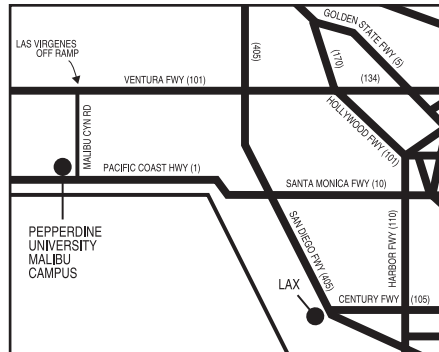 GOLDEN STATE FWY (5)
LAS VIRGENES
OFF RAMP
(405)
(170)
VENTURA FWY (101)
(134)
MALIBU CYN RD
HOLLYWOOD FWY (101)
PACIFIC COAST HWY (1)
SANTA MONICA FWY (10)
PEPPERDINE
UNIVERSITY
MALIBU
CAMPUS
SAN DIEGO FWY (405)
HARBOR FWY (110)
LAX
CENTURY FWY
(105)